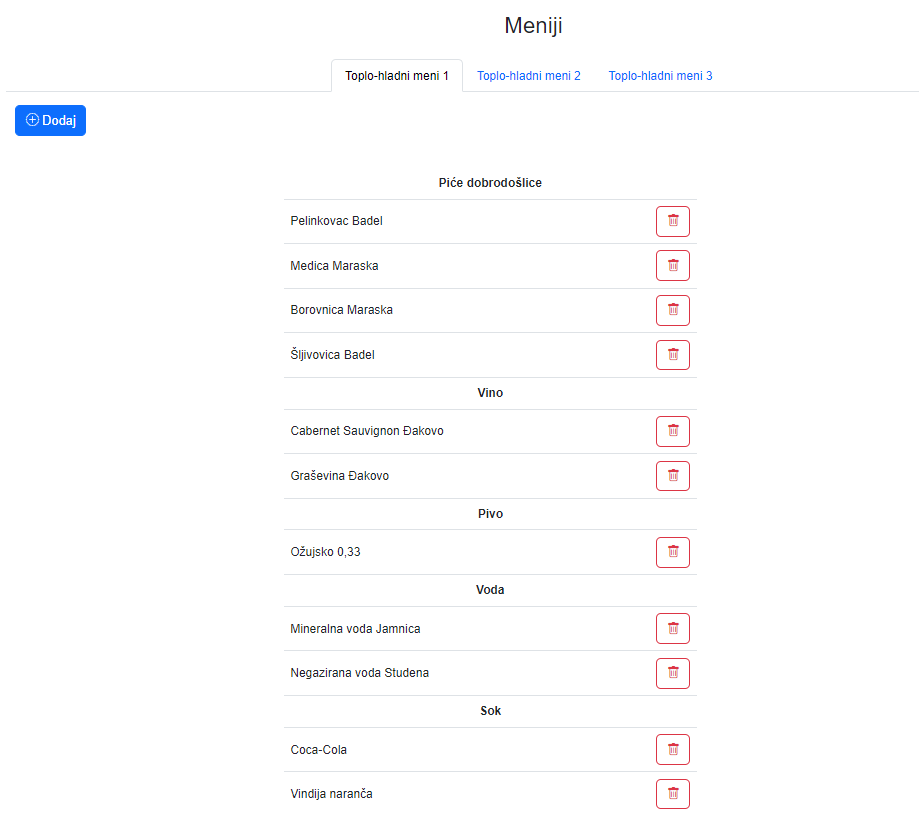 Meniji
Toplo-hladni meni 1 Toplo-hladni meni 2 Toplo-hladni meni 3
Dodaj
Piće dobrodošlice
Pelinkovac Badel
Medica Maraska
Borovnica Maraska
Šljivovica Badel
Vino
Cabernet Sauvignon Đakovo
Graševina Đakovo
Pivo
Ožujsko 0,33
Voda
Mineralna voda Jamnica
Negazirana voda Studena
Sok
Coca-Cola
Vindija naranča